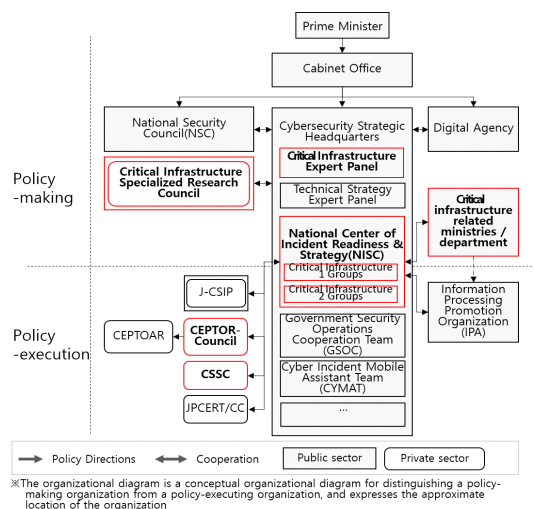 Prime Minister
Cabinet Office
National Security
Council(NSC)
Cybersecurity Strategic
Headquarters
Digital Agency
Critical Infrastructure
Expert Panel
Critical Infrastructure
Specialized Research
Council
Technical Strategy
Expert Panel
Policy
-making
Critical
infrastructure
related
ministries /
department
National Center of
Incident Readiness &
Strategy(NISC)
Critical Infrastructure
1 Groups
Critical Infrastructure
2 Groups
J-CSIP
Information
Processing
Promotion
Organization
(IPA)
Policy
-execution
CEPTOAR
CEPTOR-
Council
Government Security
Operations
Cooperation Team
(GSOC)
CSSC
Cyber Incident Mobile
Assistant Team
(CYMAT)
JPCERT/CC
...
Policy Directions
Cooperation
Public sector
Private sector
※The organizational diagram is a conceptual organizational diagram for distinguishing a policy-
making organization from a policy-executing organization, and expresses the approximate
location of the organization